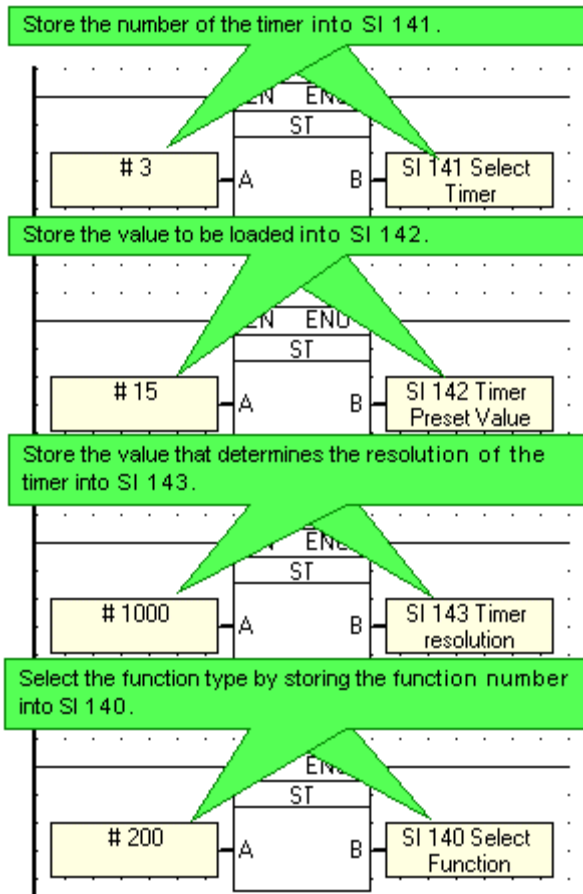 Store the number of the timer into SI 141.
EN ENO
ST
# 3
A
B
SI 141 Select
Timer
Store the value to be loaded into SI 142.
EN ENO
ST
# 15
A
B
SI 142 Timer
Preset Value
Store the value that determines the resolution of the
timer into SI 143.
EN ENO
ST
# 1000
A
B
SI 143 Timer
resolution
Select the function type by storing the function number
into SI 140.
ENO
ST
# 200
A
B
SI 140 Select
Function